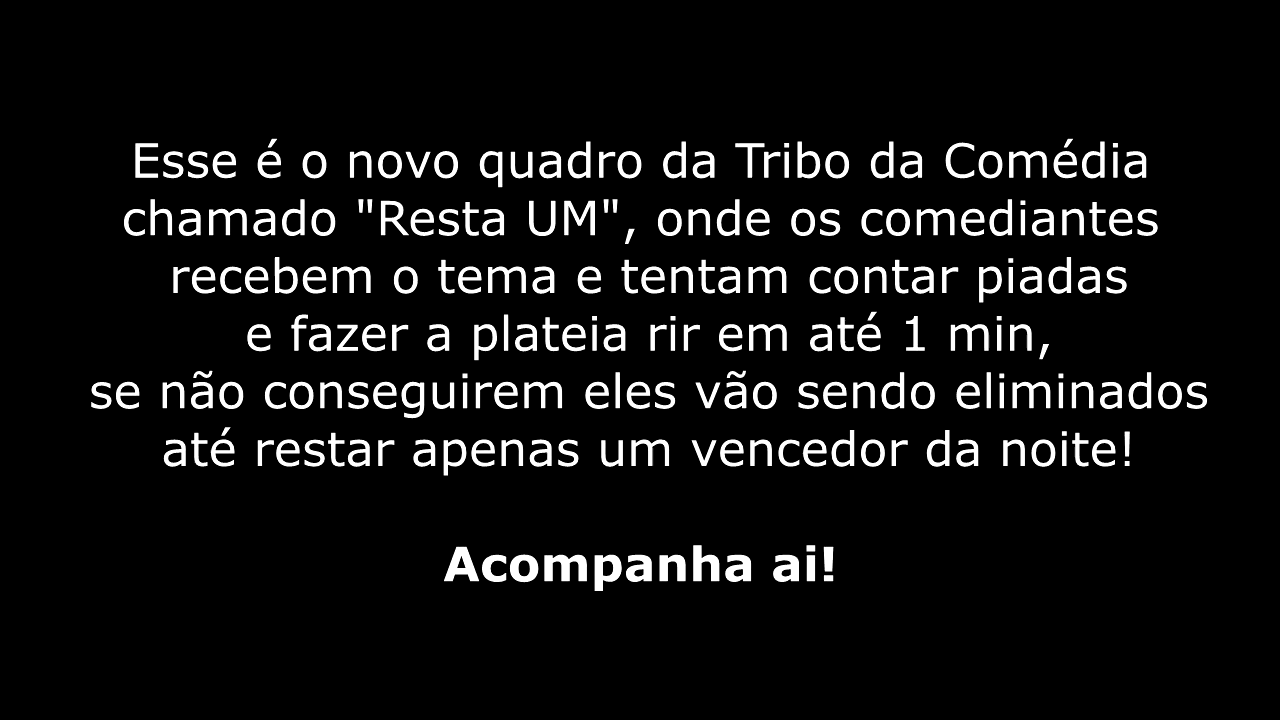 Esse é o novo quadro da Tribo da Comédia
chamado "Resta UM", onde os comediantes
recebem o tema e tentam contar piadas
e fazer a plateia rir em até 1 min,
se não conseguirem eles vão sendo eliminados
até restar apenas um vencedor da noite!
Acompanha ai!